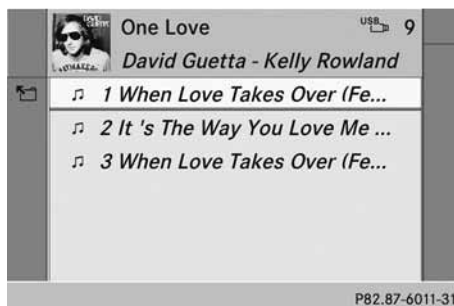 One Love USB 9
David Guetta - Kelly Rowland
1 When Love Takes Over (Fe...
2 It 's The Way You Love Me ...
3 When Love Takes Over (Fe...
P82.87-6011-31